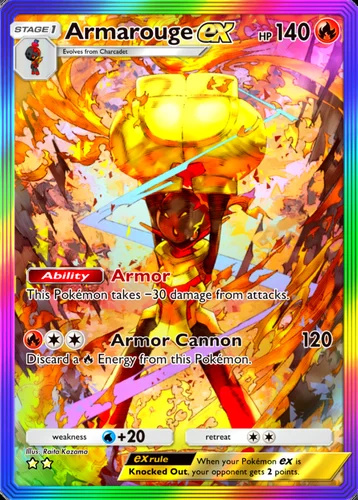 STAGE 1 Armarouge ex HP 140
Evolves from Charcadet
Ability Armor
This Pokémon takes -30 damage from attacks.
Armor Cannon 120
Discard a Energy from this Pokémon.
weakness +20 retreat
Illus. Raita Kazama
ex rule When your Pokémon ex is
Knocked Out, your opponent gets 2 points.